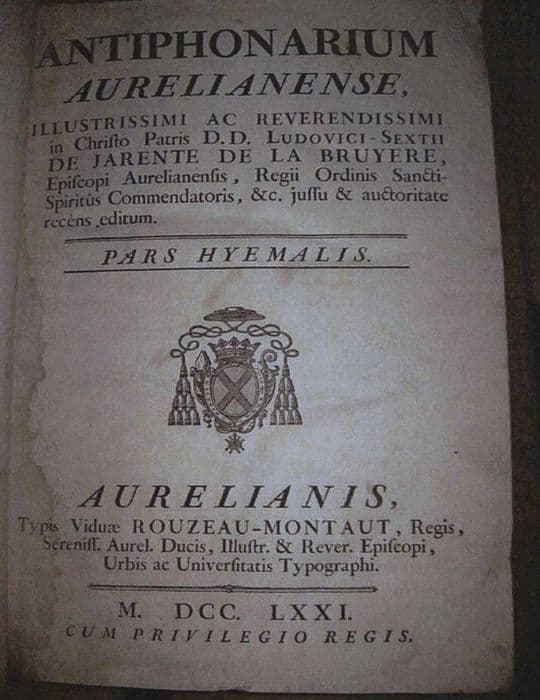 ANTIPHONARIUM
AURELIANENSE,
ILLUSTRISSIMI AC REVERENDISSIMI
in Chriſto Patris D.D. LUDOVICI-SEXTII
DE JARENTE DE LA BRUYERE,
Epiſcopi Aurelianenſis, Regii Ordinis Sancti-
Spiritûs Commendatoris, &c. juſſu & auctoritate
recèns editum.
PARS HYEMALIS.
AURELIANIS,
Typis Viduæ ROUZEAU-MONTAUT, Regis,
Sereniſſ. Aurel. Ducis, Illuſtr. & Rever. Epiſcopi,
Urbis ac Univerſitatis Typographi.
M. DCC. LXXI.
CUM PRIVILEGIO REGIS.